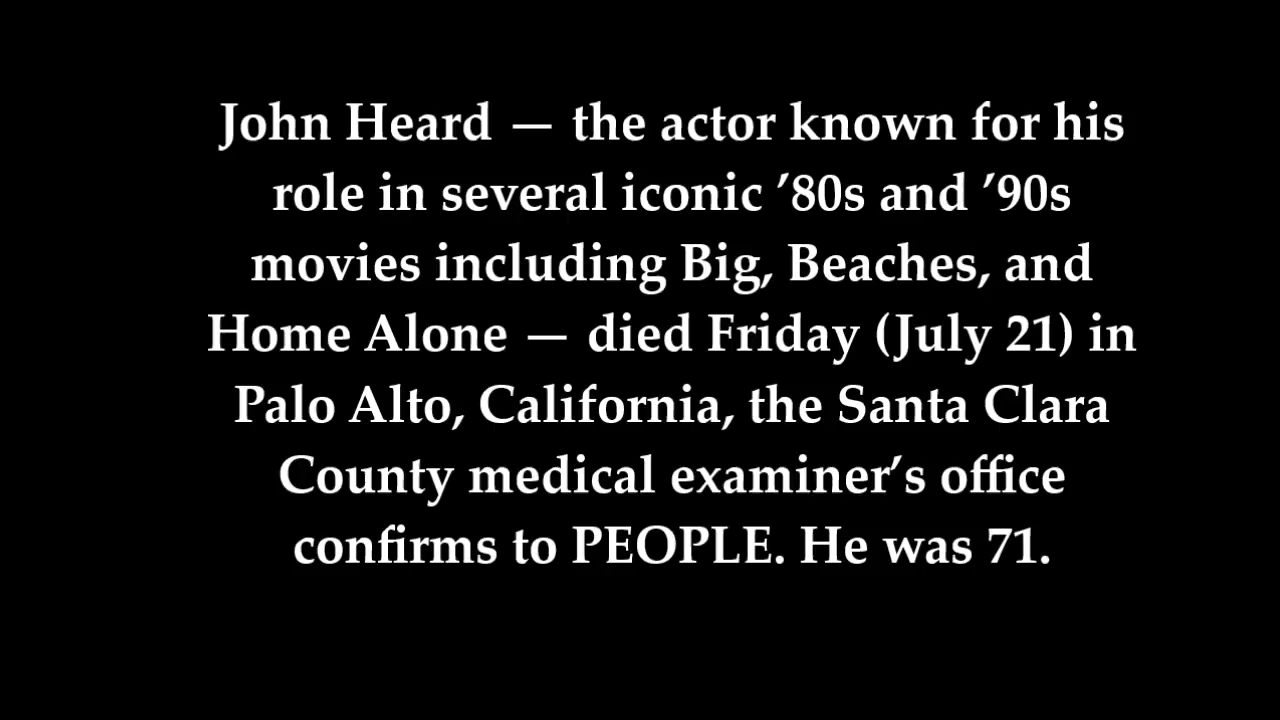 John Heard — the actor known for his
role in several iconic ’80s and ’90s
movies including Big, Beaches, and
Home Alone — died Friday (July 21) in
Palo Alto, California, the Santa Clara
County medical examiner’s office
confirms to PEOPLE. He was 71.